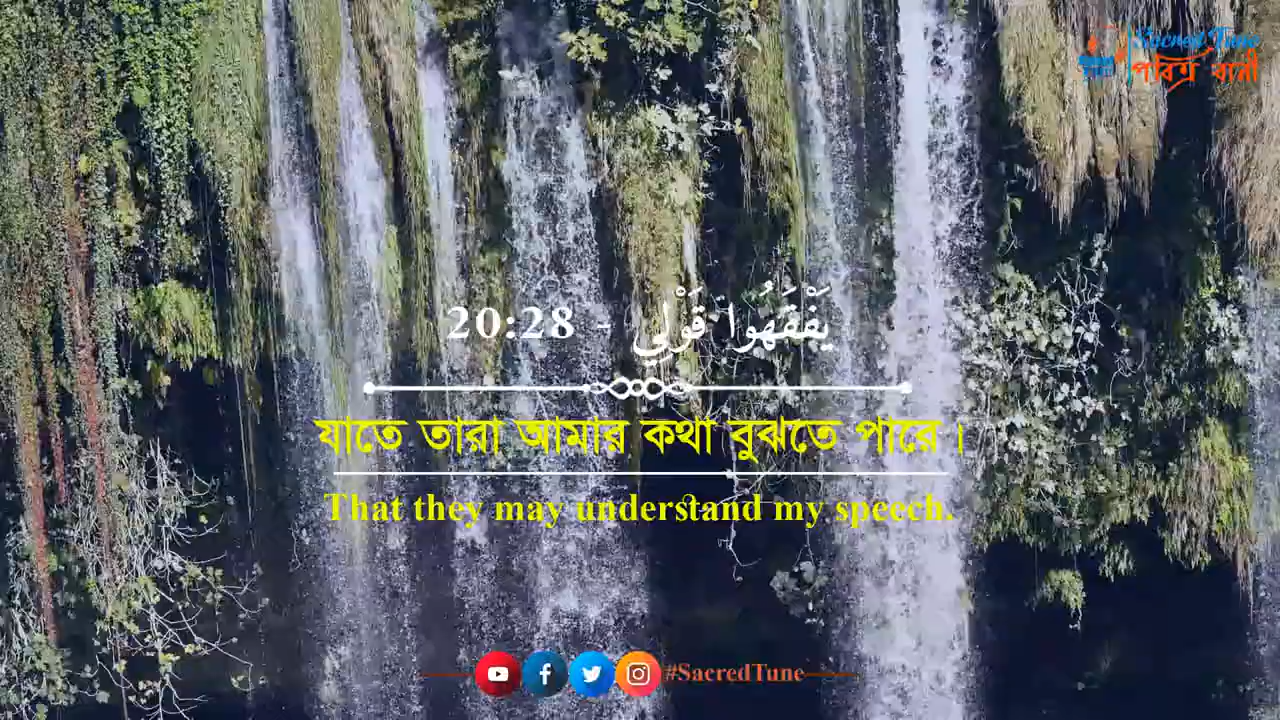 Sacred Tune
পবিত্র বানী
يَفْقَهُوا قَوْلِي - 20:28
যাতে তারা আমার কথা বুঝতে পারে।
That they may understand my speech.
#SacredTune